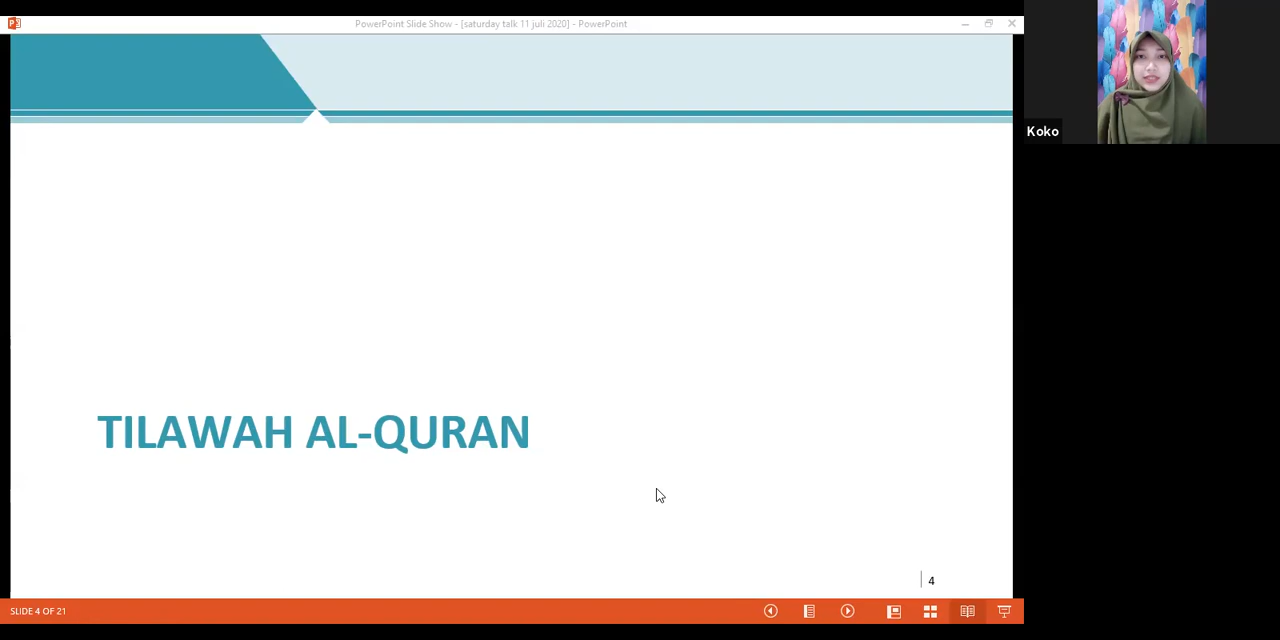 PowerPoint Slide Show - [saturday talk 11 juli 2020] - PowerPoint
Koko
TILAWAH AL-QURAN
4
SLIDE 4 OF 21